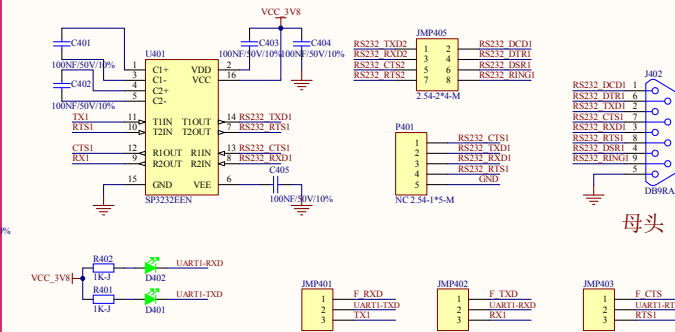 VCC_3V8
C401
100NF/50V/10%
C402
100NF/50V/10%
U401
1 C1+ VDD 2
3 C1- VCC 16
4 C2+
5 C2-
TX1 11 T1IN T1OUT 14 RS232_TXD1
RTS1 10 T2IN T2OUT 7 RS232_RTS1
CTS1 12 R1OUT R1IN 13 RS232_CTS1
RX1 9 R2OUT R2IN 8 RS232_RXD1
15 GND VEE 6
SP3232EEN
C403
100NF/50V/10%
C404
100NF/50V/10%
C405
100NF/50V/10%
JMP405
RS232_TXD2 1 2 RS232_DCD1
RS232_RXD2 3 4 RS232_DTR1
RS232_CTS2 5 6 RS232_DSR1
RS232_RTS2 7 8 RS232_RING1
2.54-2*4-M
P401
1 RS232_CTS1
2 RS232_TXD1
3 RS232_RXD1
4 RS232_RTS1
5 GND
NC 2.54-1*5-M
J402
RS232_DCD1 1
RS232_DTR1 6
RS232_TXD1 2
RS232_CTS1 7
RS232_RXD1 3
RS232_RTS1 8
RS232_DSR1 4
RS232_RING1 9
5
DB9RA
母头
%
VCC_3V8
R402
1K-J
D402
UART1-RXD
R401
1K-J
D401
UART1-TXD
JMP401
1 F_RXD
2 UART1-TXD
3 TX1
JMP402
1 F_TXD
2 UART1-RXD
3 RX1
JMP403
1 F_CTS
2 UART1-RT
3 RTS1